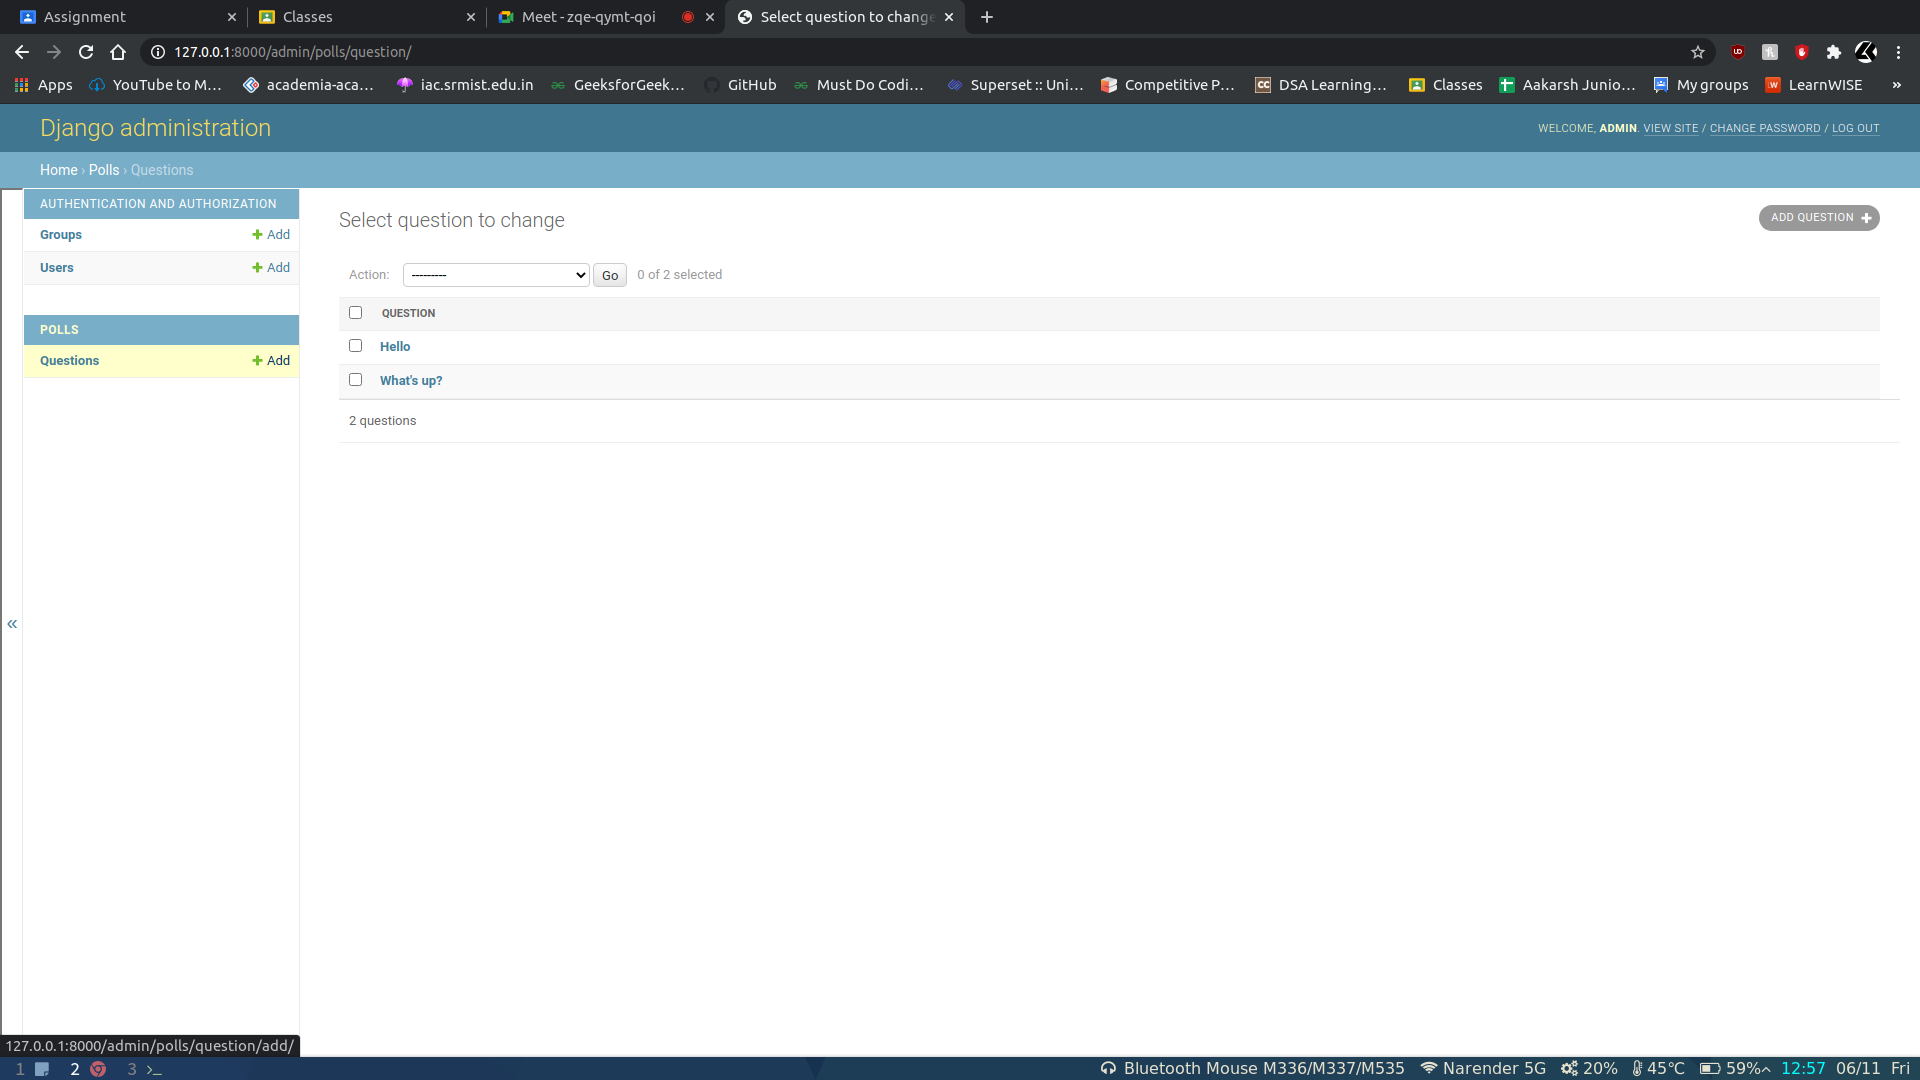 Assignment
Classes
Meet - zqe-qymt-qoi
Select question to change
127.0.0.1:8000/admin/polls/question/
Apps
YouTube to M...
academia-aca...
iac.srmist.edu.in
GeeksforGeek...
GitHub
Must Do Codi...
Superset :: Uni...
Competitive P...
DSA Learning...
Classes
Aakarsh Junio...
My groups
LearnWISE
»
Django administration
WELCOME, ADMIN. VIEW SITE / CHANGE PASSWORD / LOG OUT
Home › Polls › Questions
AUTHENTICATION AND AUTHORIZATION
Groups
Add
Users
Add
POLLS
Questions
Add
«
Select question to change
ADD QUESTION
Action:
---------
Go
0 of 2 selected
QUESTION
Hello
What's up?
2 questions
127.0.0.1:8000/admin/polls/question/add/
1
2
3 >_
Bluetooth Mouse M336/M337/M535
Narender 5G
20%
45℃
59%
12:57
06/11
Fri